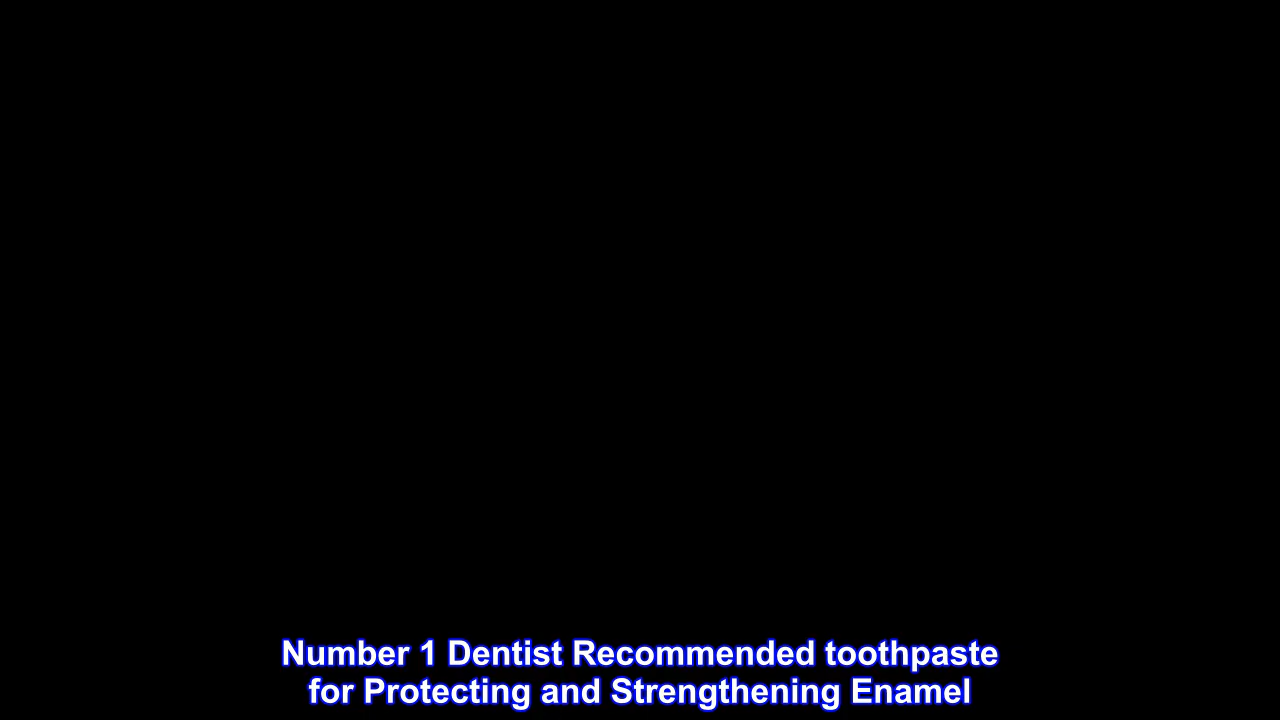 Number 1 Dentist Recommended toothpaste
for Protecting and Strengthening Enamel